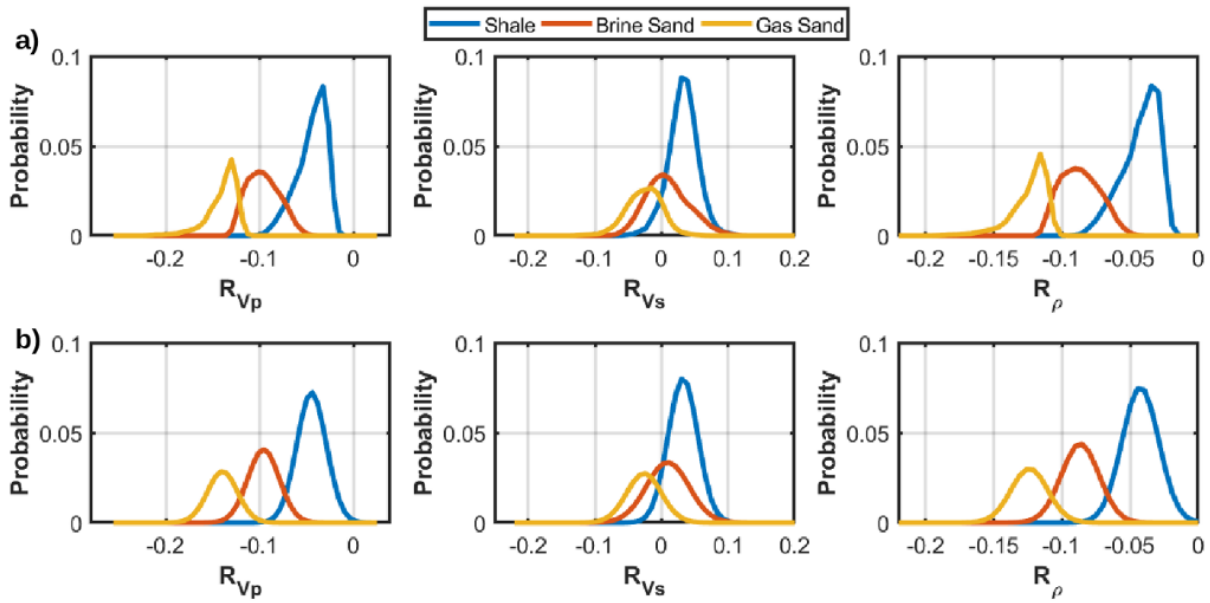 Shale Brine Sand Gas Sand
a)
0.1 0.1 0.1
Probability Probability Probability
0.05 0.05 0.05
0 0 0
-0.2 -0.1 0 -0.2 -0.1 0 0.1 0.2 -0.2 -0.15 -0.1 -0.05 0
R_Vp R_Vs R_ρ
b)
0.1 0.1 0.1
Probability Probability Probability
0.05 0.05 0.05
0 0 0
-0.2 -0.1 0 -0.2 -0.1 0 0.1 0.2 -0.2 -0.15 -0.1 -0.05 0
R_Vp R_Vs R_ρ